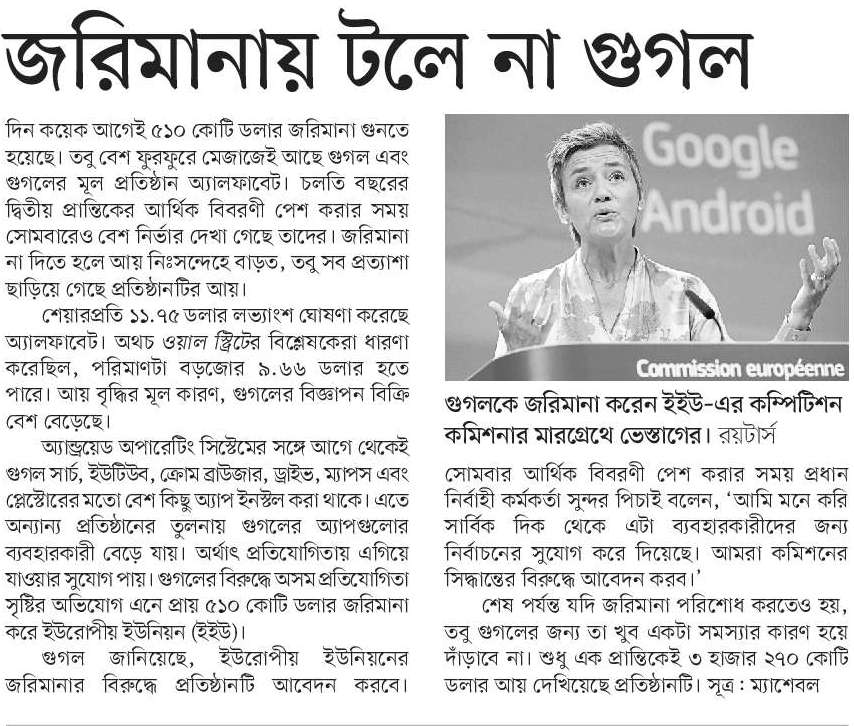 জরিমানায় টলে না গুগল
দিন কয়েক আগেই ৫১০ কোটি ডলার জরিমানা গুনতে
হয়েছে। তবু বেশ ফুরফুরে মেজাজেই আছে গুগল এবং
গুগলের মূল প্রতিষ্ঠান অ্যালফাবেট। চলতি বছরের
দ্বিতীয় প্রান্তিকের আর্থিক বিবরণী পেশ করার সময়
সোমবারেও বেশ নির্ভার দেখা গেছে তাদের। জরিমানা
না দিতে হলে আয় নিঃসন্দেহে বাড়ত, তবু সব প্রত্যাশা
ছাড়িয়ে গেছে প্রতিষ্ঠানটির আয়।
শেয়ারপ্রতি ১১.৭৫ ডলার লভ্যাংশ ঘোষণা করেছে
অ্যালফাবেট। অথচ ওয়াল স্ট্রিটের বিশ্লেষকেরা ধারণা
করেছিল, পরিমাণটা বড়জোর ৯.৬৬ ডলার হতে
পারে। আয় বৃদ্ধির মূল কারণ, গুগলের বিজ্ঞাপন বিক্রি
বেশ বেড়েছে।
অ্যান্ড্রয়েড অপারেটিং সিস্টেমের সঙ্গে আগে থেকেই
গুগল সার্চ, ইউটিউব, ক্রোম ব্রাউজার, ড্রাইভ, ম্যাপস এবং
প্লেস্টোরের মতো বেশ কিছু অ্যাপ ইনস্টল করা থাকে। এতে
অন্যান্য প্রতিষ্ঠানের তুলনায় গুগলের অ্যাপগুলোর
ব্যবহারকারী বেড়ে যায়। অর্থাৎ প্রতিযোগিতায় এগিয়ে
যাওয়ার সুযোগ পায়। গুগলের বিরুদ্ধে অসম প্রতিযোগিতা
সৃষ্টির অভিযোগ এনে প্রায় ৫১০ কোটি ডলার জরিমানা
করে ইউরোপীয় ইউনিয়ন (ইইউ)।
গুগল জানিয়েছে, ইউরোপীয় ইউনিয়নের
জরিমানার বিরুদ্ধে প্রতিষ্ঠানটি আবেদন করবে।
Google
Android
Commission européenne
গুগলকে জরিমানা করেন ইইউ-এর কম্পিটিশন
কমিশনার মারগ্রেথে ভেস্তাগের। রয়টার্স
সোমবার আর্থিক বিবরণী পেশ করার সময় প্রধান
নির্বাহী কর্মকর্তা সুন্দর পিচাই বলেন, ‘আমি মনে করি
সার্বিক দিক থেকে এটা ব্যবহারকারীদের জন্য
নির্বাচনের সুযোগ করে দিয়েছে। আমরা কমিশনের
সিদ্ধান্তের বিরুদ্ধে আবেদন করব।’
শেষ পর্যন্ত যদি জরিমানা পরিশোধ করতেও হয়,
তবু গুগলের জন্য তা খুব একটা সমস্যার কারণ হয়ে
দাঁড়াবে না। শুধু এক প্রান্তিকেই ৩ হাজার ২৭০ কোটি
ডলার আয় দেখিয়েছে প্রতিষ্ঠানটি। সূত্র : ম্যাশেবল